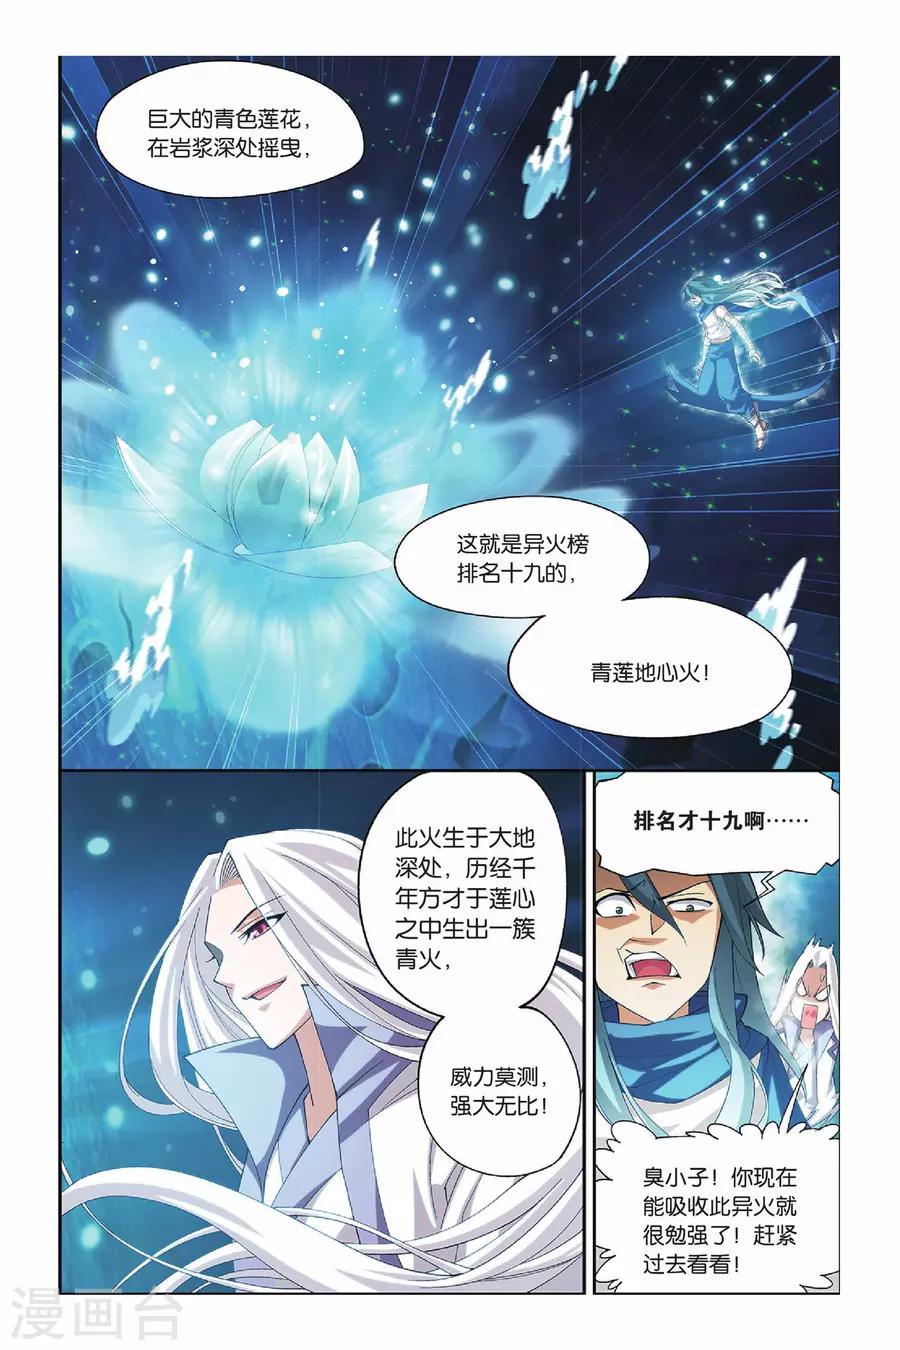 巨大的青色莲花，
在岩浆深处摇曳，
这就是异火榜
排名十九的，
青莲地心火！
此火生于大地
深处，历经千
年方才于莲心
之中生出一簇
青火，
威力莫测，
强大无比！
排名才十九啊……
臭小子！你现在
能吸收此异火就
很勉强了！赶紧
过去看看！
漫画台